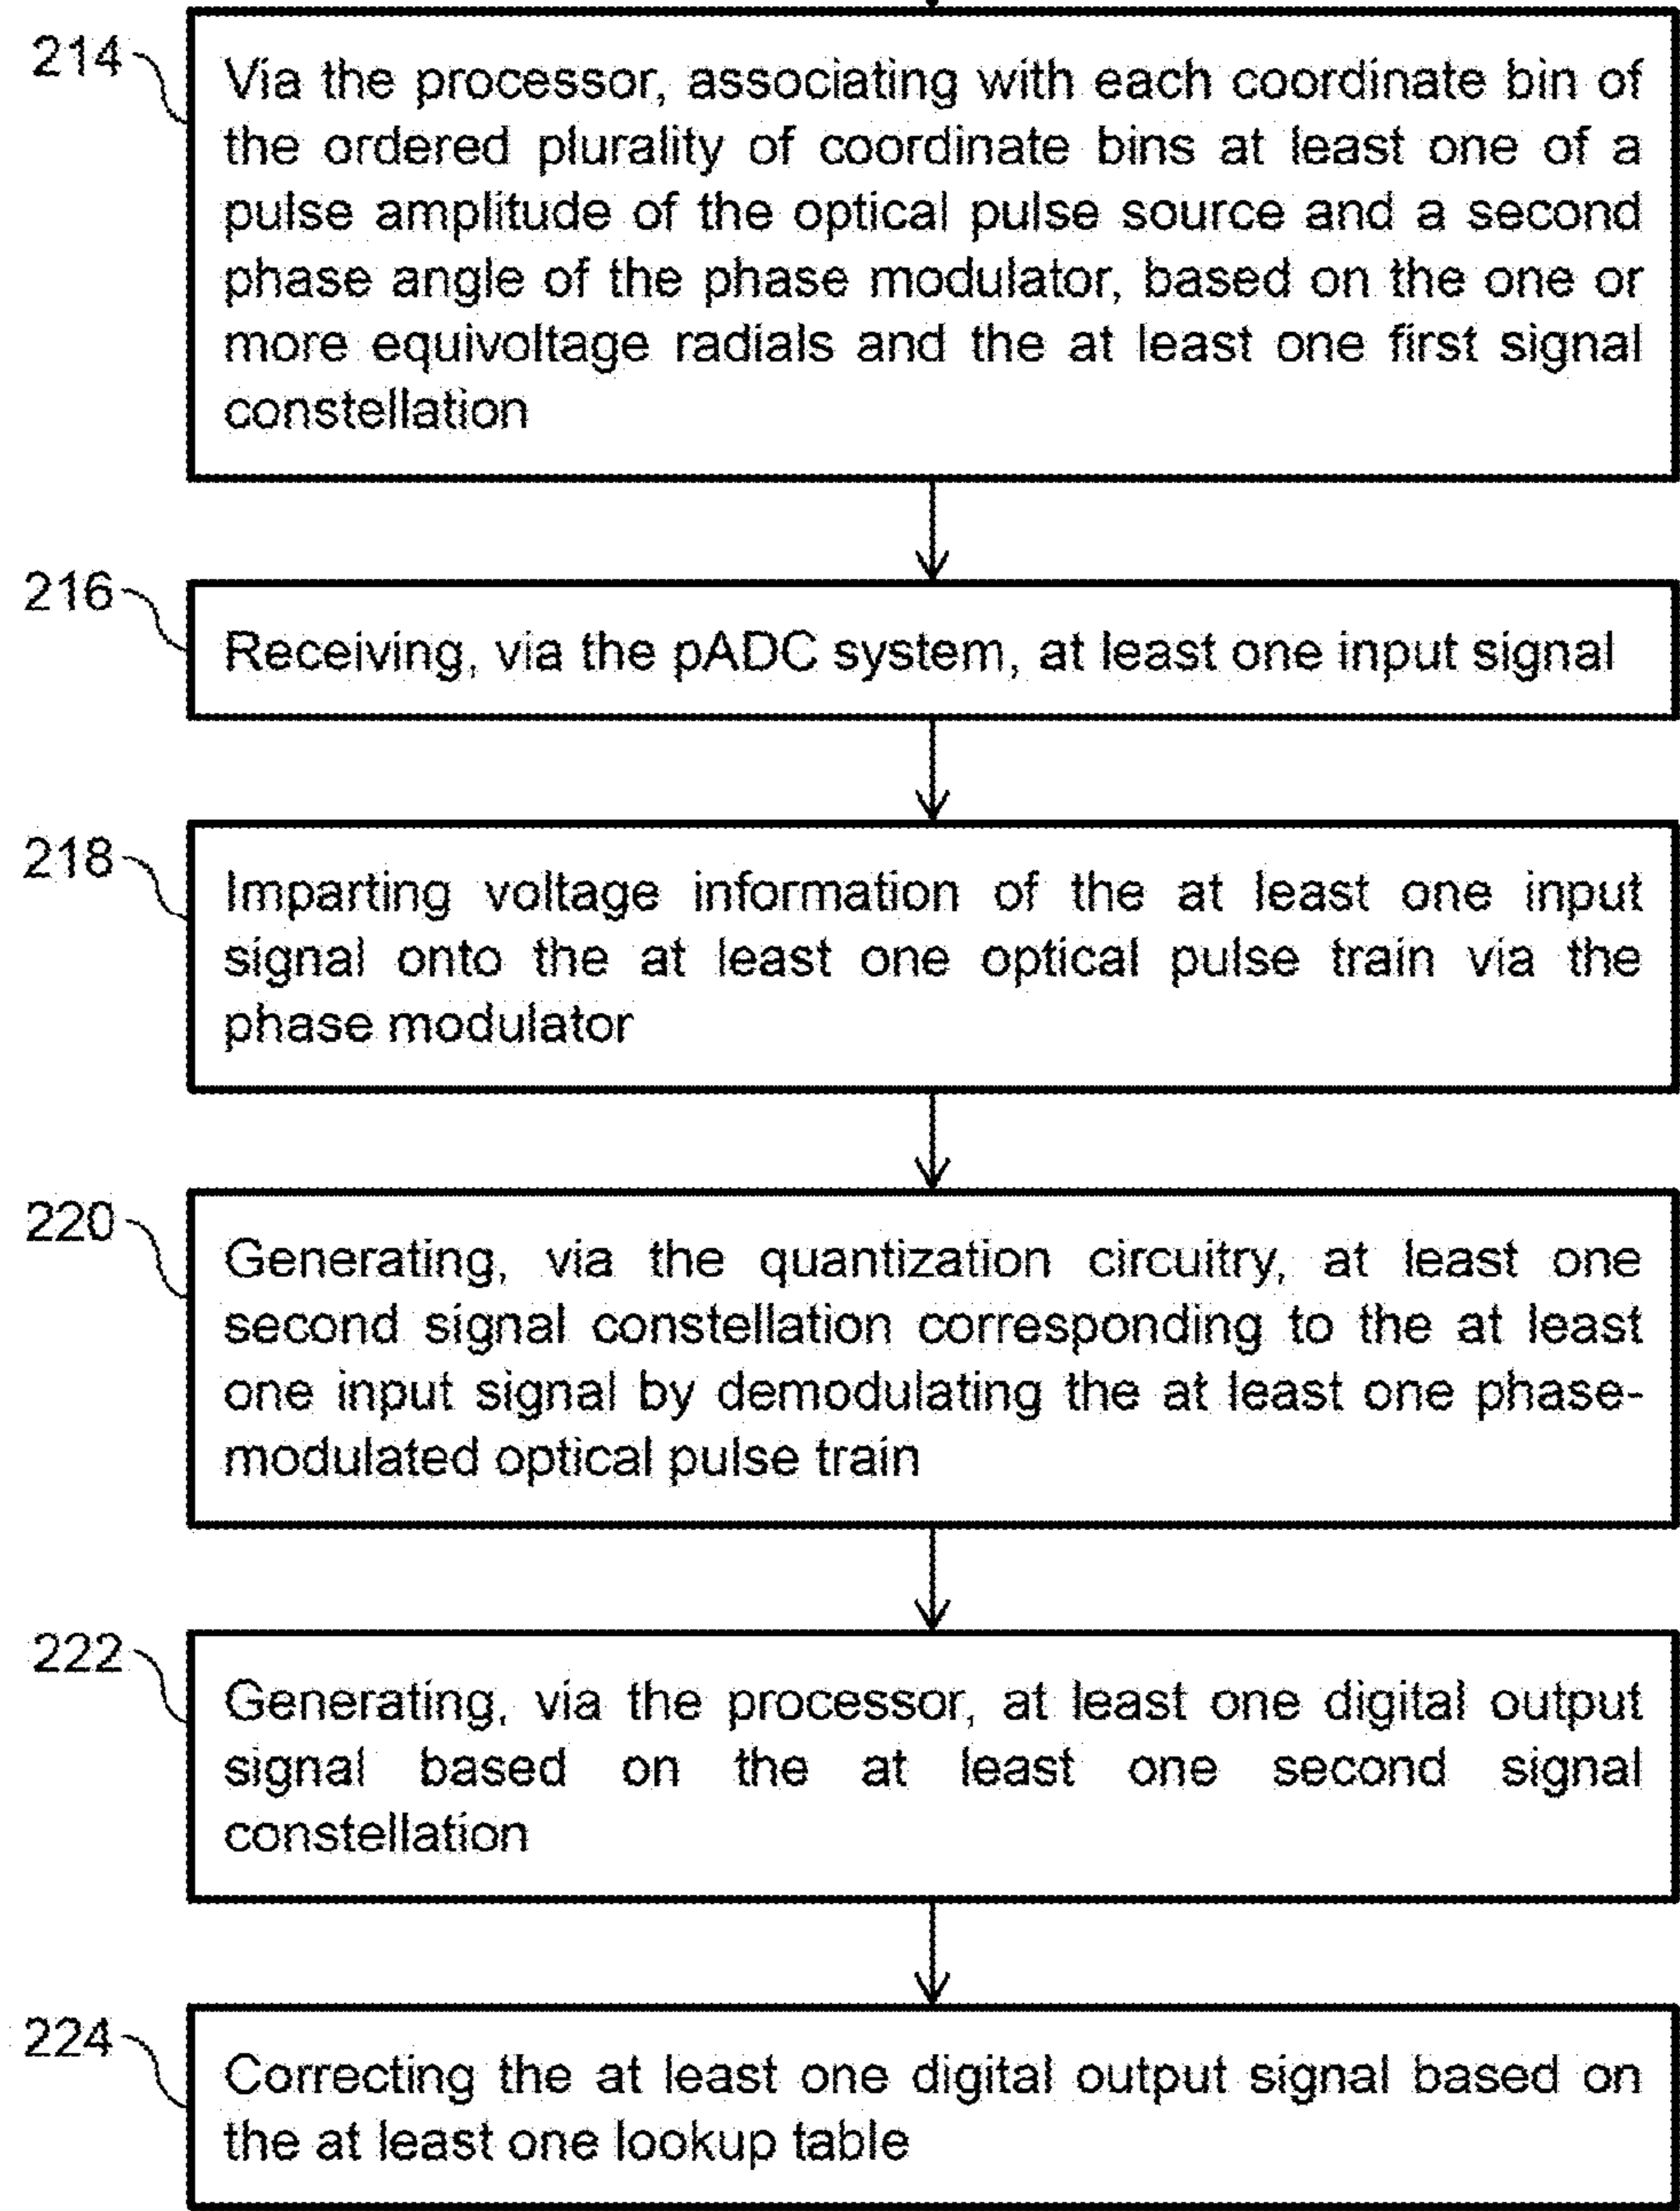 214
Via the processor, associating with each coordinate bin of
the ordered plurality of coordinate bins at least one of a
pulse amplitude of the optical pulse source and a second
phase angle of the phase modulator, based on the one or
more equivoltage radials and the at least one first signal
constellation
216
Receiving, via the pADC system, at least one input signal
218
Imparting voltage information of the at least one input
signal onto the at least one optical pulse train via the
phase modulator
220
Generating, via the quantization circuitry, at least one
second signal constellation corresponding to the at least
one input signal by demodulating the at least one phase-
modulated optical pulse train
222
Generating, via the processor, at least one digital output
signal based on the at least one second signal
constellation
224
Correcting the at least one digital output signal based on
the at least one lookup table